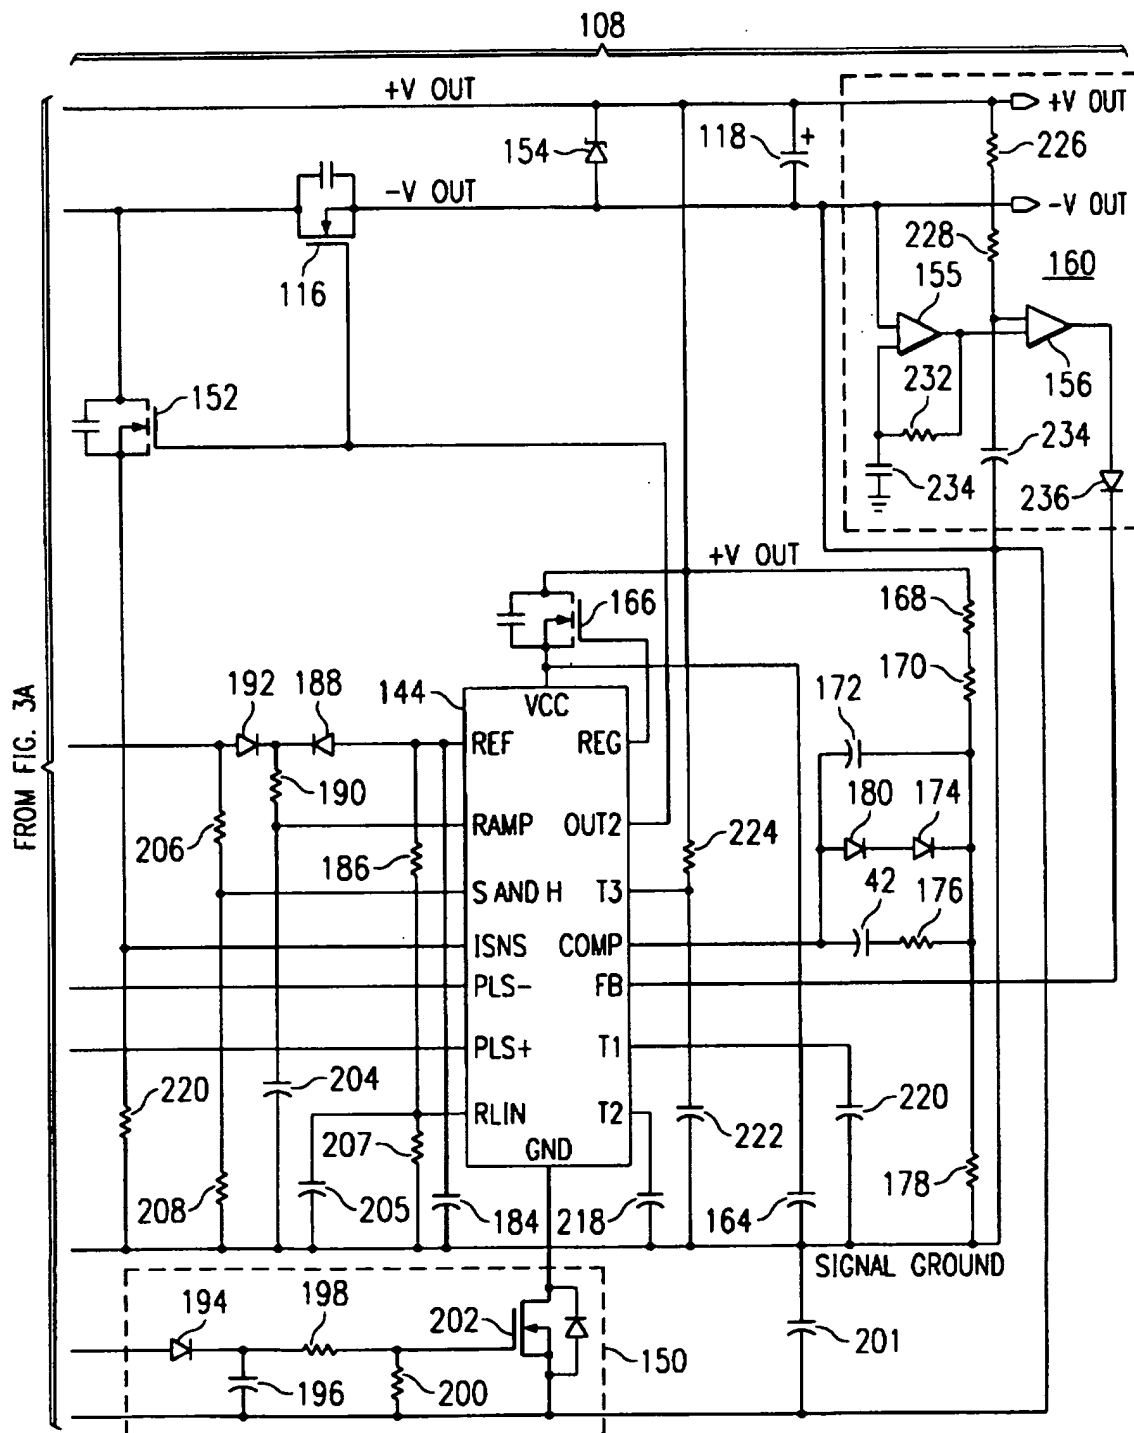 108
+V OUT
+V OUT
154
118
+
226
-V OUT
-V OUT
228
160
116
155
156
152
232
234
234
236
+V OUT
166
168
170
192
188
144
VCC
172
REF
REG
190
180
174
206
RAMP
OUT2
224
186
S AND H
T3
42
176
ISNS
COMP
PLS-
FB
PLS+
T1
220
204
220
RLIN
T2
222
207
GND
208
205
184
218
164
178
SIGNAL GROUND
194
198
202
201
150
196
200
FROM FIG. 3A